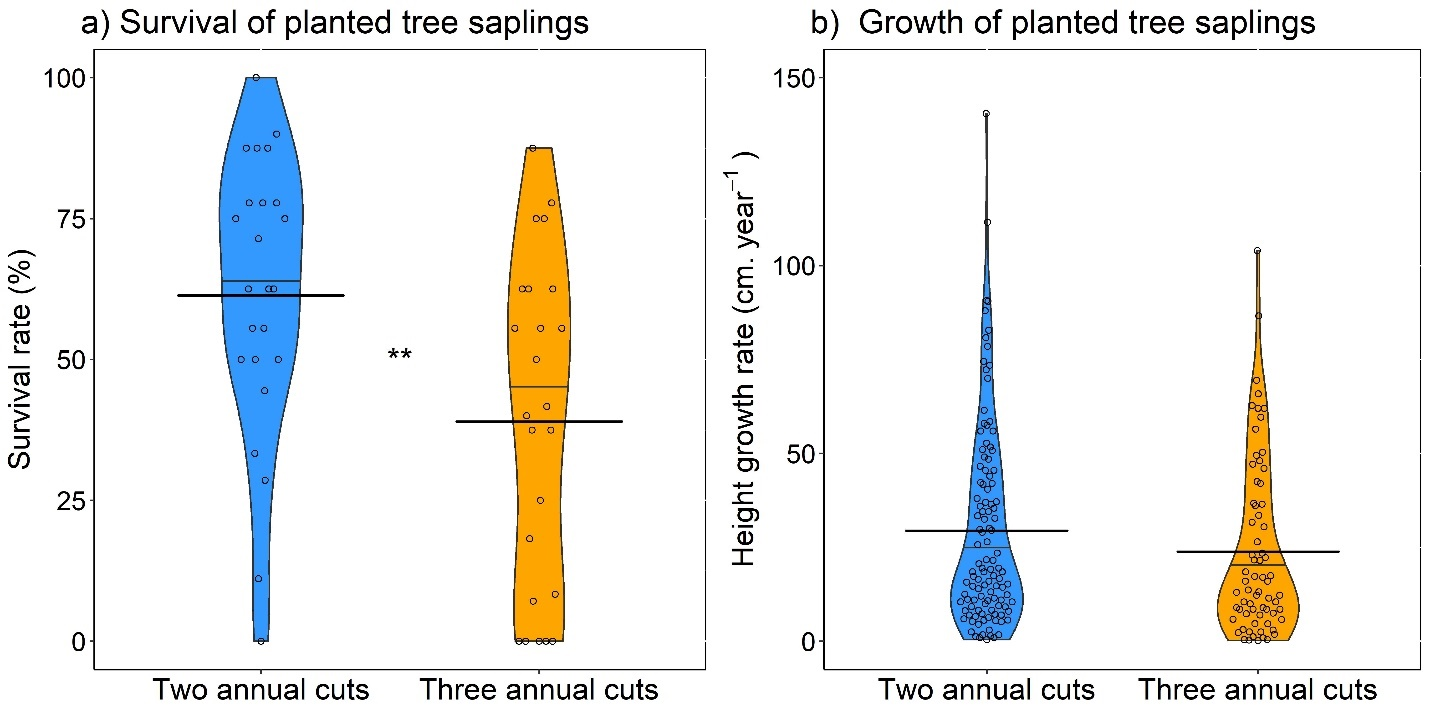 a) Survival of planted tree saplings
100
75
50
25
0
Survival rate (%)
**
Two annual cuts
Three annual cuts
b) Growth of planted tree saplings
150
100
50
0
Height growth rate (cm. year⁻¹ )
Two annual cuts
Three annual cuts